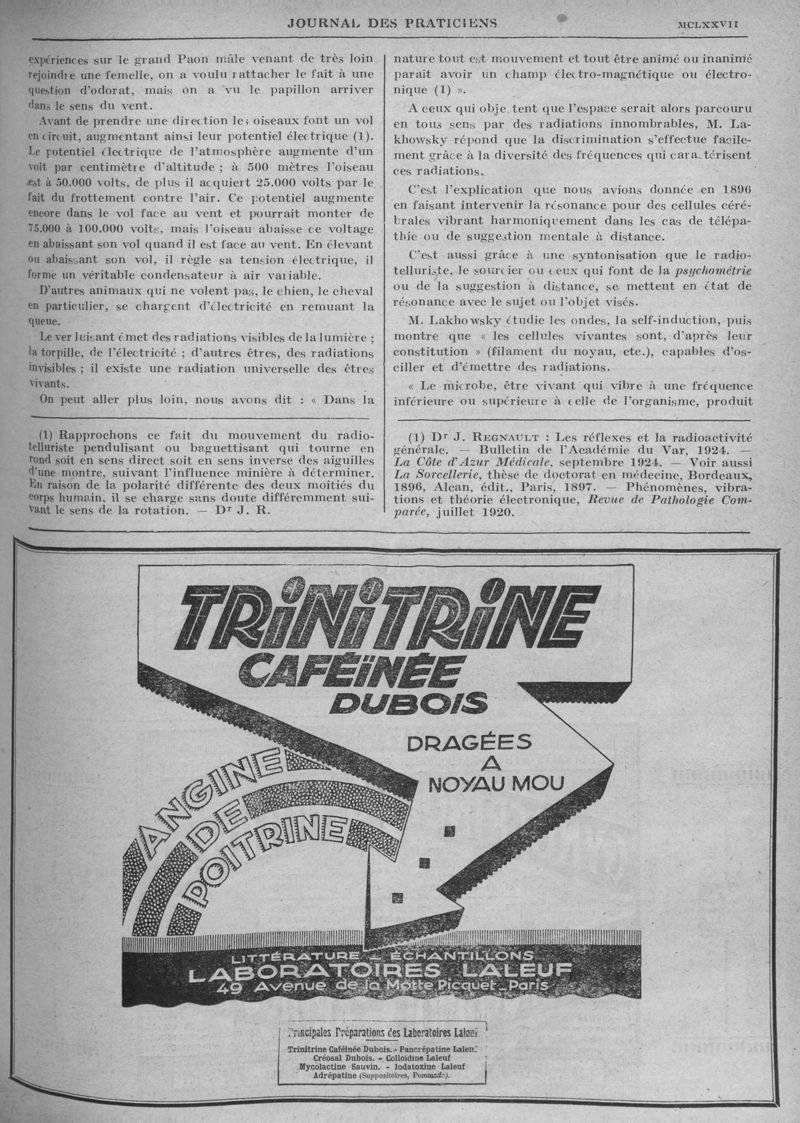 JOURNAL DES PRATICIENS
MCLXXVII
expériences sur le grand Paon mâle venant de très loin
rejoindre une femelle, on a voulu rattacher le fait à une
question d'odorat, mais on a vu le papillon arriver
dans le sens du vent.
Avant de prendre une direction les oiseaux font un vol
en circuit, augmentant ainsi leur potentiel électrique (1).
Le potentiel électrique de l'atmosphère augmente d'un
volt par centimètre d'altitude ; à 500 mètres l'oiseau
est à 50.000 volts, de plus il acquiert 25.000 volts par le
fait du frottement contre l'air. Ce potentiel augmente
encore dans le vol face au vent et pourrait monter de
75.000 à 100.000 volts, mais l'oiseau abaisse ce voltage
en abaissant son vol quand il est face au vent. En élevant
ou abaissant son vol, il règle sa tension électrique, il
forme un véritable condensateur à air variable.
D'autres animaux qui ne volent pas, le chien, le cheval
en particulier, se chargent d'électricité en remuant la
queue.
Le ver luisant émet des radiations visibles de la lumière ;
la torpille, de l'électricité ; d'autres êtres, des radiations
invisibles ; il existe une radiation universelle des êtres
vivants.
On peut aller plus loin, nous avons dit : « Dans la
(1) Rapprochons ce fait du mouvement du radio-
telluriste pendulisant ou baguettisant qui tourne en
rond soit en sens direct soit en sens inverse des aiguilles
d'une montre, suivant l'influence minière à déterminer.
En raison de la polarité différente des deux moitiés du
corps humain, il se charge sans doute différemment sui-
vant le sens de la rotation. — Dr J. R.
nature tout est mouvement et tout être animé ou inanimé
paraît avoir un champ électro-magnétique ou électro-
nique (1) ».
A ceux qui objectent que l'espace serait alors parcouru
en tous sens par des radiations innombrables, M. La-
khowsky répond que la discrimination s'effectue facile-
ment grâce à la diversité des fréquences qui caractérisent
ces radiations.
C'est l'explication que nous avions donnée en 1896
en faisant intervenir la résonance pour des cellules céré-
brales vibrant harmoniquement dans les cas de télépa-
thie ou de suggestion mentale à distance.
C'est aussi grâce à une syntonisation que le radio-
telluriste, le sourcier ou ceux qui font de la psychométrie
ou de la suggestion à distance, se mettent en état de
résonance avec le sujet ou l'objet visés.
M. Lakhowsky étudie les ondes, la self-induction, puis
montre que « les cellules vivantes sont, d'après leur
constitution » (filament du noyau, etc.), capables d'os-
ciller et d'émettre des radiations.
« Le microbe, être vivant qui vibre à une fréquence
inférieure ou supérieure à celle de l'organisme, produit
(1) Dr J. REGNAULT : Les réflexes et la radioactivité
générale. — Bulletin de l'Académie du Var, 1924. —
La Côte d'Azur Médicale, septembre 1924. — Voir aussi
La Sorcellerie, thèse de doctorat en médecine, Bordeaux,
1896, Alcan, édit., Paris, 1897. — Phénomènes, vibra-
tions et théorie électronique, Revue de Pathologie Com-
parée, juillet 1920.
TRINITRINE
CAFÉINÉE
DUBOIS
DRAGÉES
A
NOYAU MOU
ANGINE
DE
POITRINE
LITTÉRATURE - ÉCHANTILLONS
LABORATOIRES LALEUF
49 Avenue de la Motte Picquet - Paris
Principales Préparations des Laboratoires Laleuf
Trinitrine Caféinée Dubois. - Pancrépatine Laleuf
Créosal Dubois. - Colloidine Laleuf
Mycolactine Sauvin. - Iodatoxine Laleuf
Adrépatine (Suppositoires, Pommade).